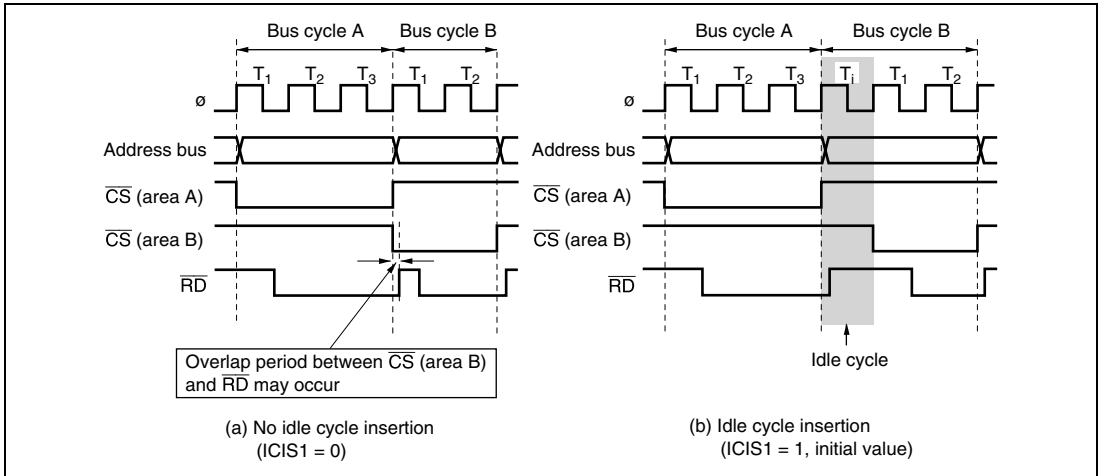 Bus cycle A Bus cycle B
T1 T2 T3 T1 T2
ø
Address bus
CS (area A)
CS (area B)
RD
Overlap period between CS (area B)
and RD may occur
(a) No idle cycle insertion
(ICIS1 = 0)
Bus cycle A Bus cycle B
T1 T2 T3 Ti T1 T2
ø
Address bus
CS (area A)
CS (area B)
RD
Idle cycle
(b) Idle cycle insertion
(ICIS1 = 1, initial value)